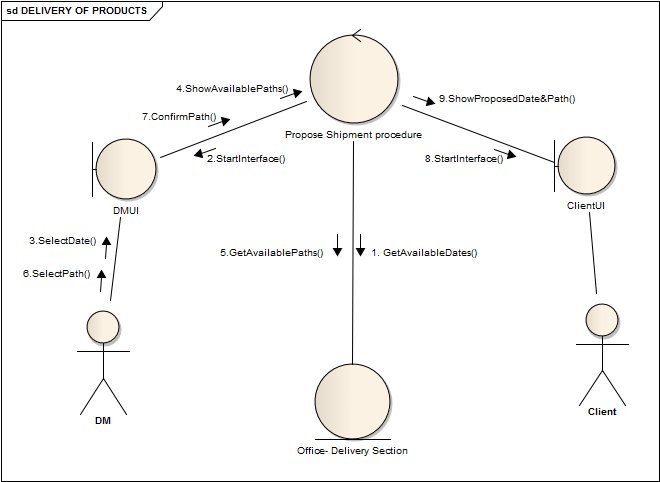 sd DELIVERY OF PRODUCTS
4.ShowAvailablePaths()
9.ShowProposedDate&Path()
7.ConfirmPath()
Propose Shipment procedure
2.StartInterface()
8.StartInterface()
DMUI
ClientUI
3.SelectDate()
5.GetAvailablePaths()
1. GetAvailableDates()
6.SelectPath()
DM
Client
Office- Delivery Section